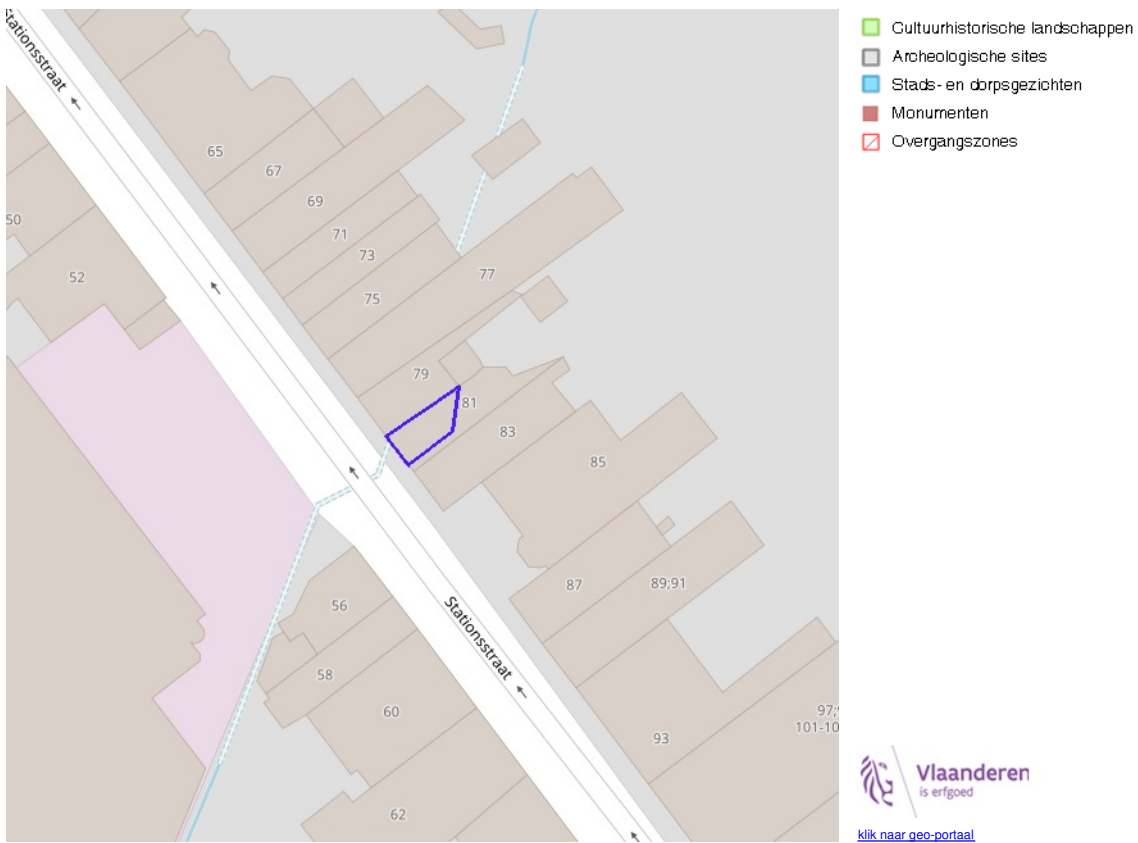 Stationsstraat
65
67
69
71
73
75
77
79
81
83
85
87
89;91
93
50
52
56
58
60
62
Stationsstraat
Cultuurhistorische landschappen
Archeologische sites
Stads- en dorpsgezichten
Monumenten
Overgangszones
Vlaanderen
is erfgoed
klik naar geo-portaal